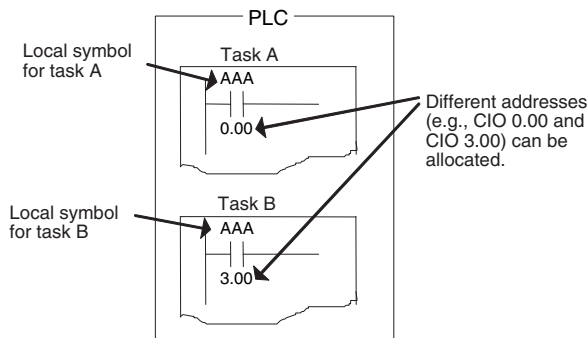 PLC
Local symbol
for task A
Task A
AAA
0.00
Different addresses
(e.g., CIO 0.00 and
CIO 3.00) can be
allocated.
Local symbol
for task B
Task B
AAA
3.00